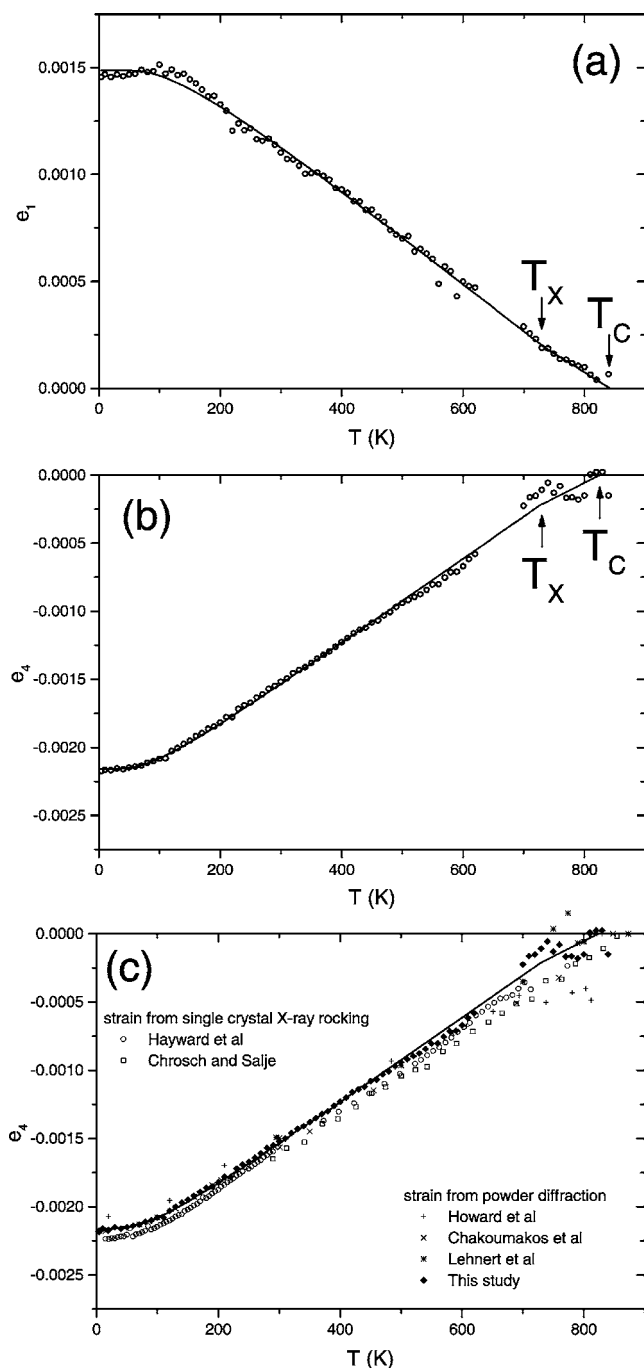 (a)
0.0015
0.0010
0.0005
0.0000
e1
TX
TC
0 200 400 600 800
T (K)
(b)
0.0000
-0.0005
-0.0010
-0.0015
-0.0020
-0.0025
e4
TX
TC
0 200 400 600 800
T (K)
(c)
0.0000
-0.0005
-0.0010
-0.0015
-0.0020
-0.0025
e4
strain from single crystal X-ray rocking
Hayward et al
Chrosch and Salje
strain from powder diffraction
Howard et al
Chakoumakos et al
Lehnert et al
This study
0 200 400 600 800
T (K)